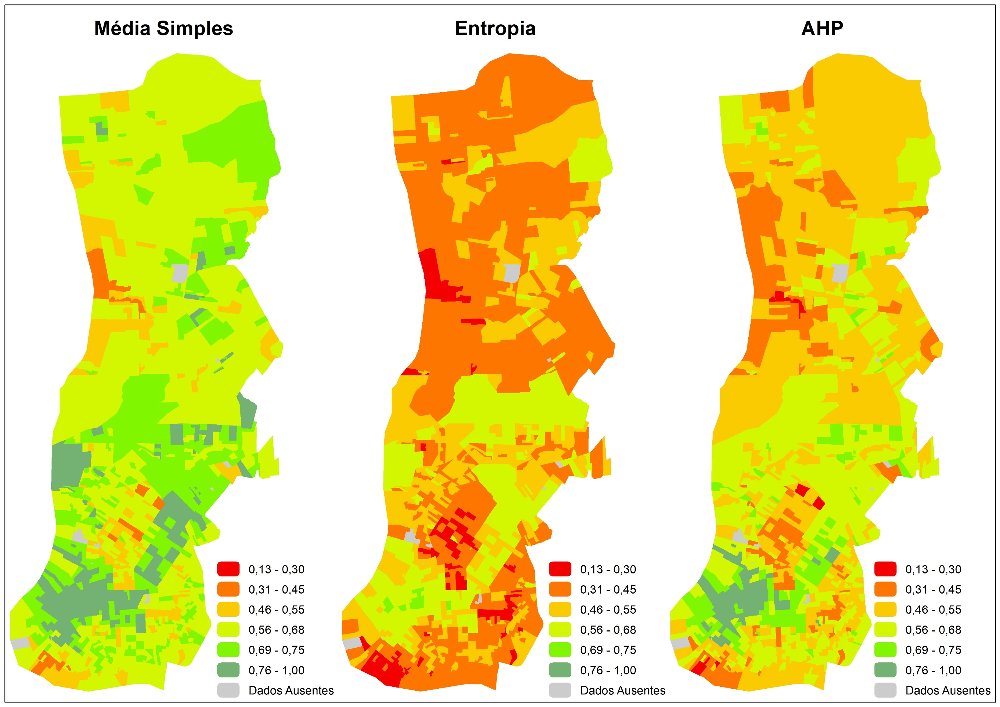 Média Simples
Entropia
AHP
0,13 - 0,30
0,31 - 0,45
0,46 - 0,55
0,56 - 0,68
0,69 - 0,75
0,76 - 1,00
Dados Ausentes
0,13 - 0,30
0,31 - 0,45
0,46 - 0,55
0,56 - 0,68
0,69 - 0,75
0,76 - 1,00
Dados Ausentes
0,13 - 0,30
0,31 - 0,45
0,46 - 0,55
0,56 - 0,68
0,69 - 0,75
0,76 - 1,00
Dados Ausentes